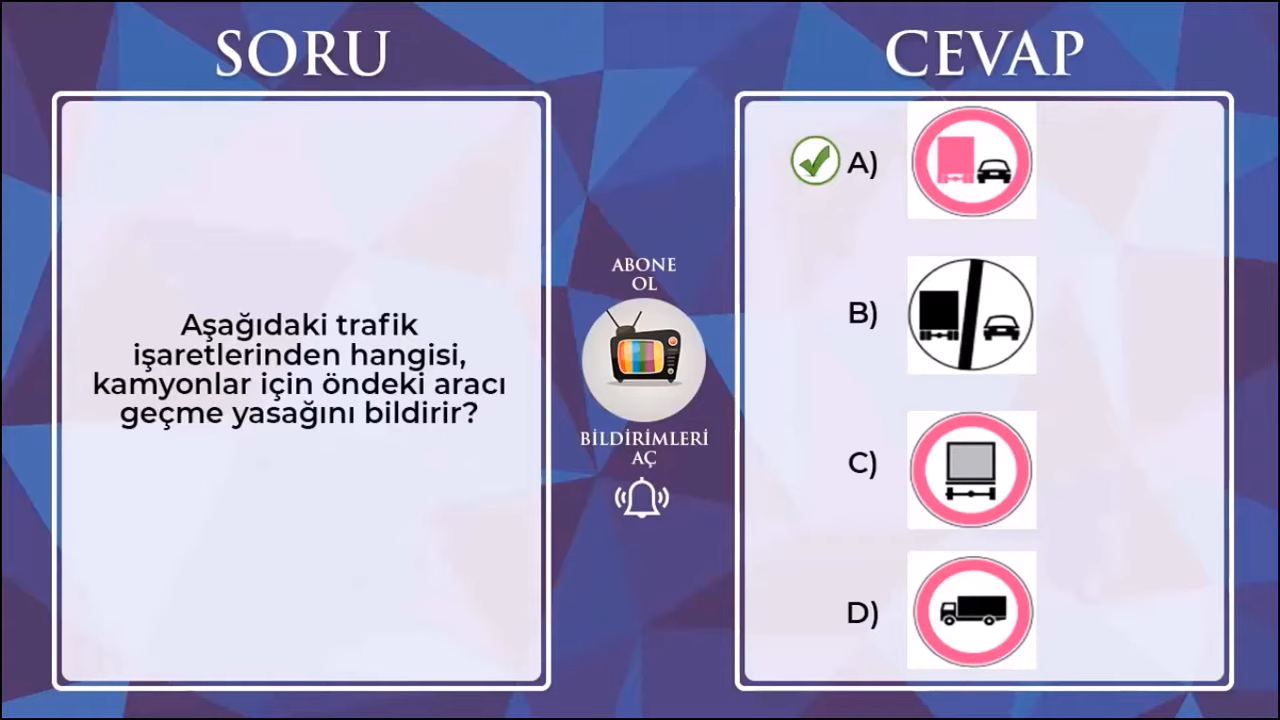 SORU
Aşağıdaki trafik
işaretlerinden hangisi,
kamyonlar için öndeki aracı
geçme yasağını bildirir?
ABONE
OL
BİLDİRİMLERİ
AÇ
CEVAP
A)
B)
C)
D)